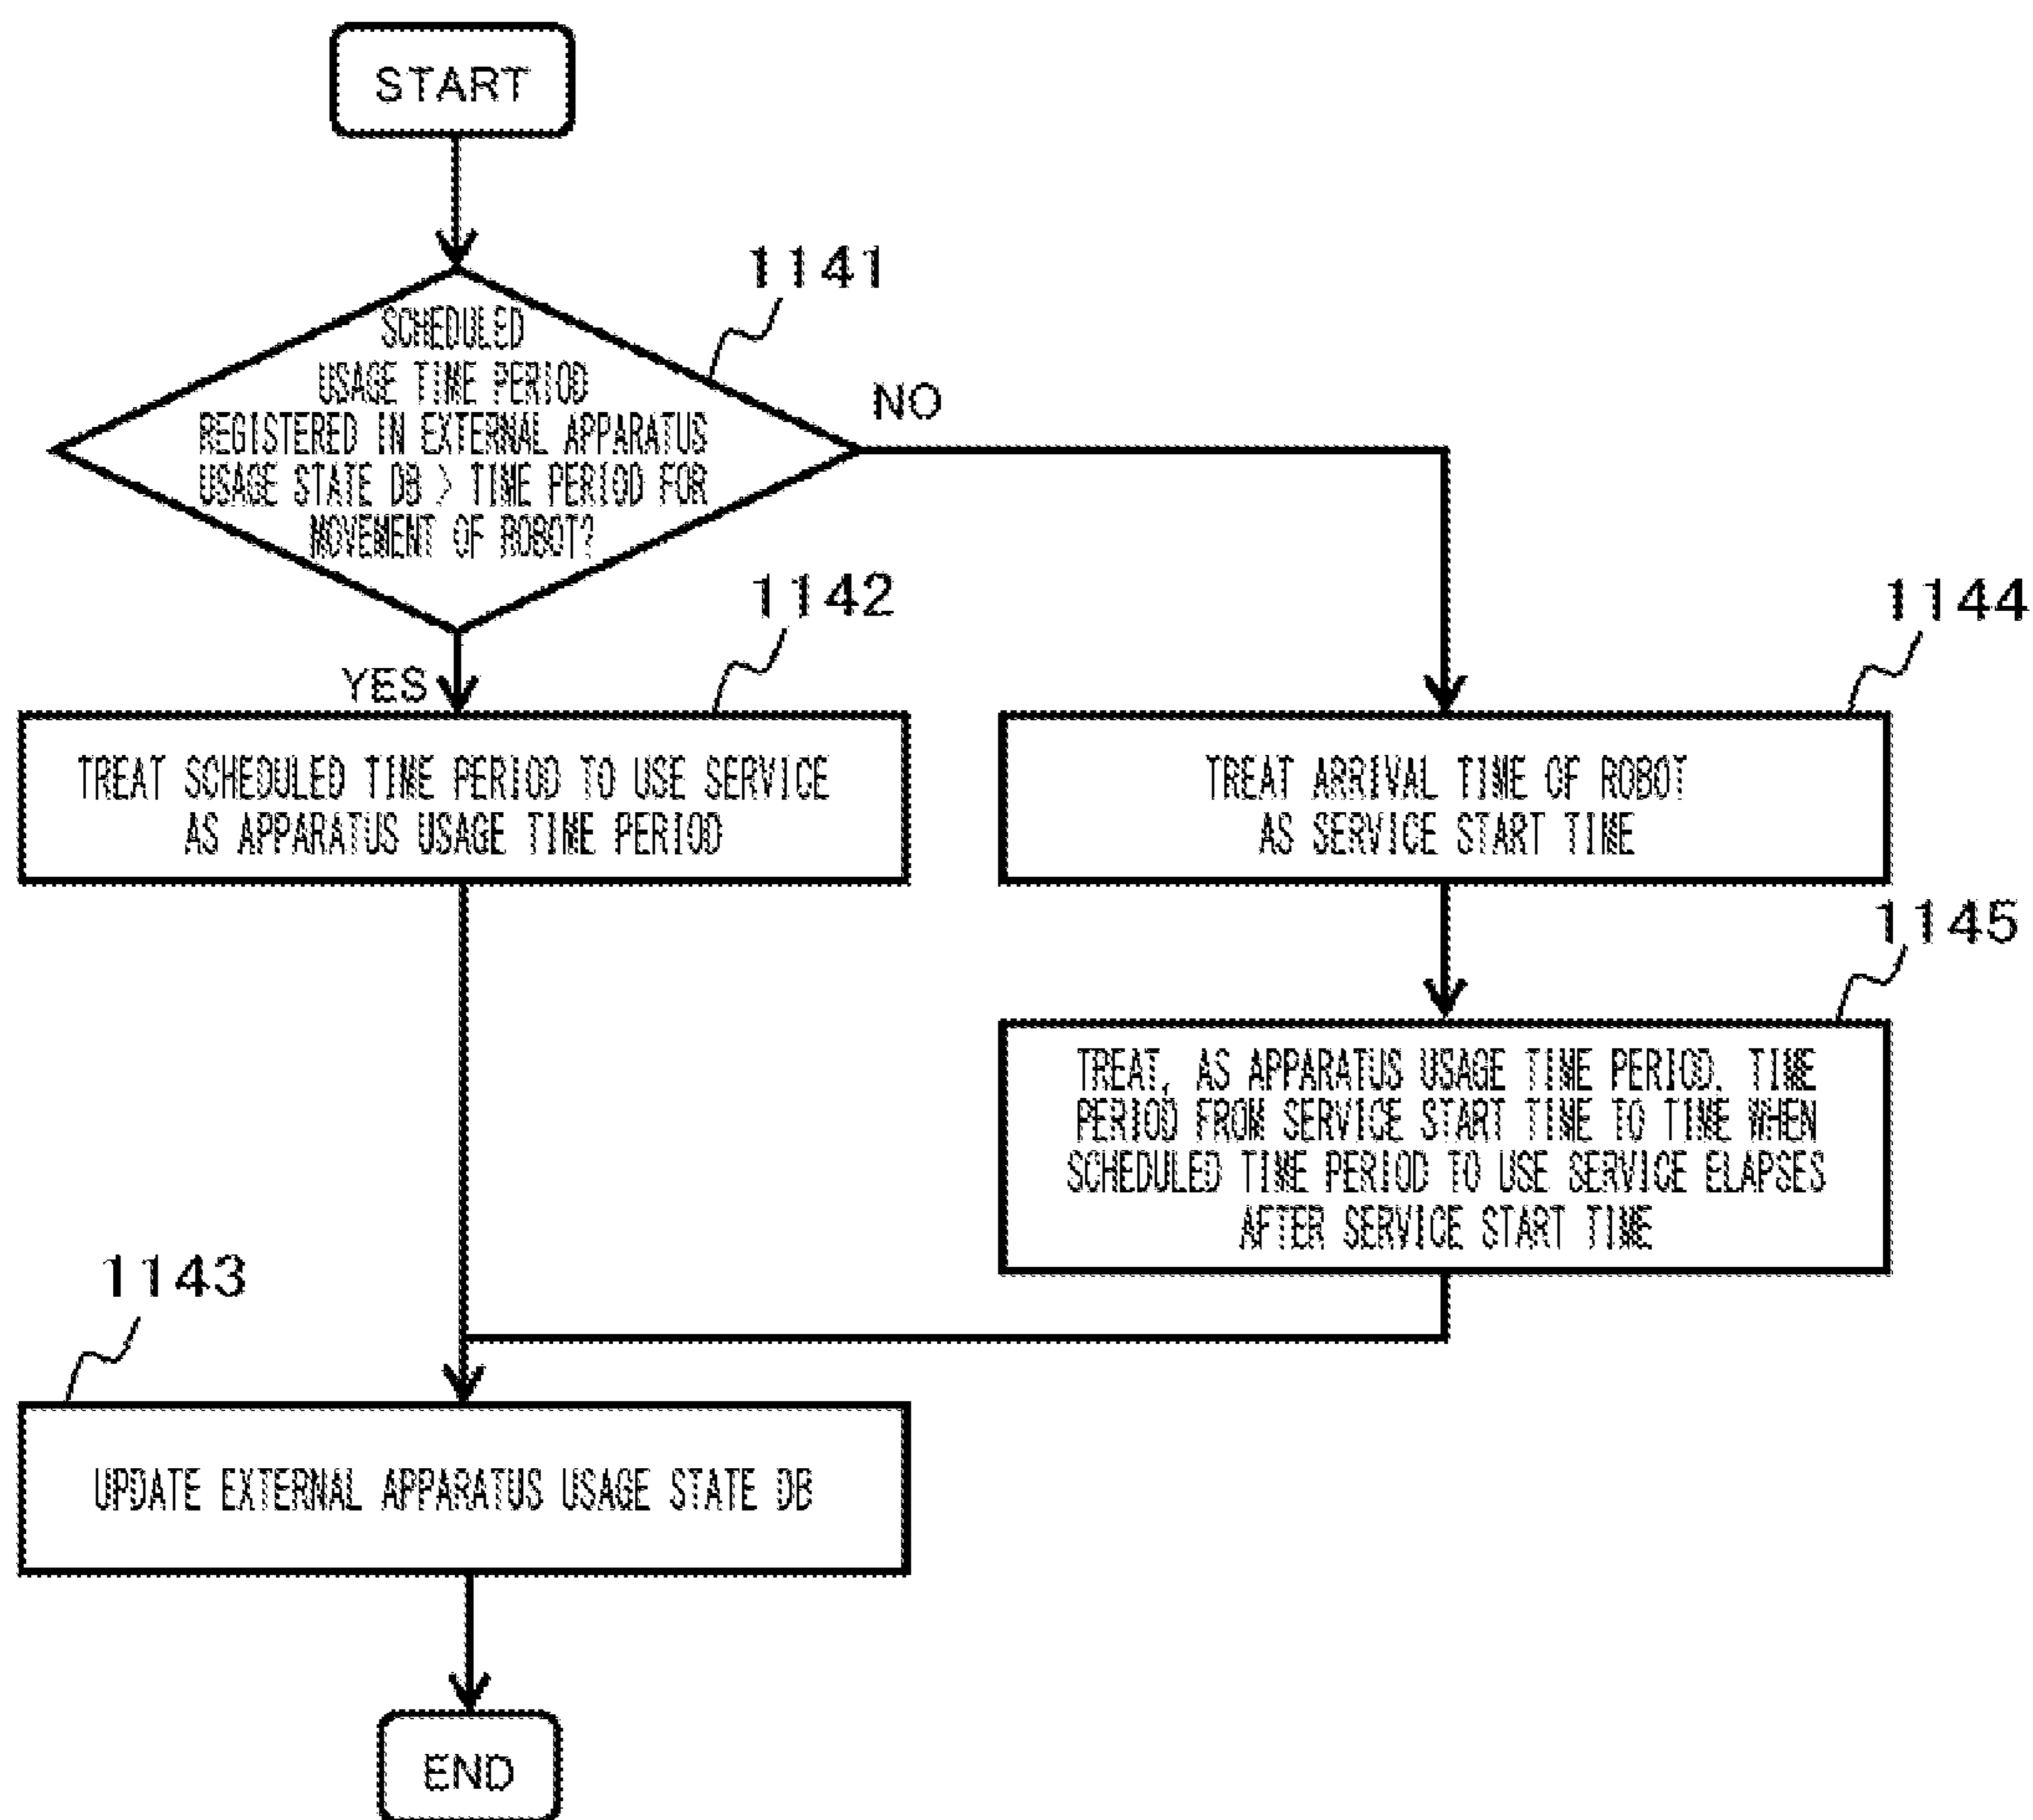 START
1141
SCHEDULED
USAGE TIME PERIOD
REGISTERED IN EXTERNAL APPARATUS
USAGE STATE DB > TIME PERIOD FOR
MOVEMENT OF ROBOT?
NO
YES
1142
TREAT SCHEDULED TIME PERIOD TO USE SERVICE
AS APPARATUS USAGE TIME PERIOD
1144
TREAT ARRIVAL TIME OF ROBOT
AS SERVICE START TIME
1145
TREAT, AS APPARATUS USAGE TIME PERIOD, TIME
PERIOD FROM SERVICE START TIME TO TIME WHEN
SCHEDULED TIME PERIOD TO USE SERVICE ELAPSES
AFTER SERVICE START TIME
1143
UPDATE EXTERNAL APPARATUS USAGE STATE DB
END